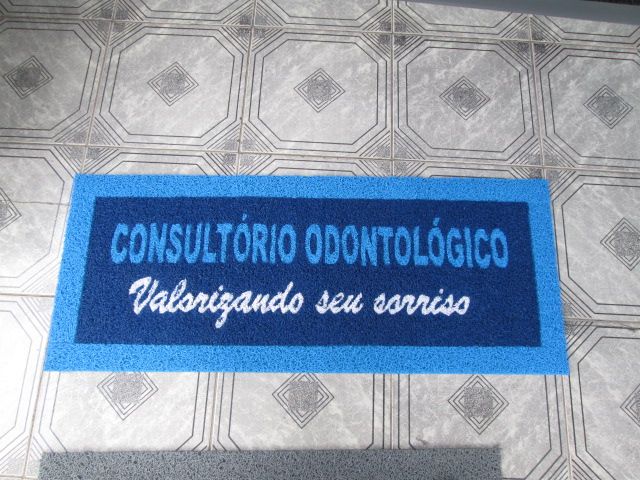 CONSULTÓRIO ODONTOLÓGICO
Valorizando seu sorriso